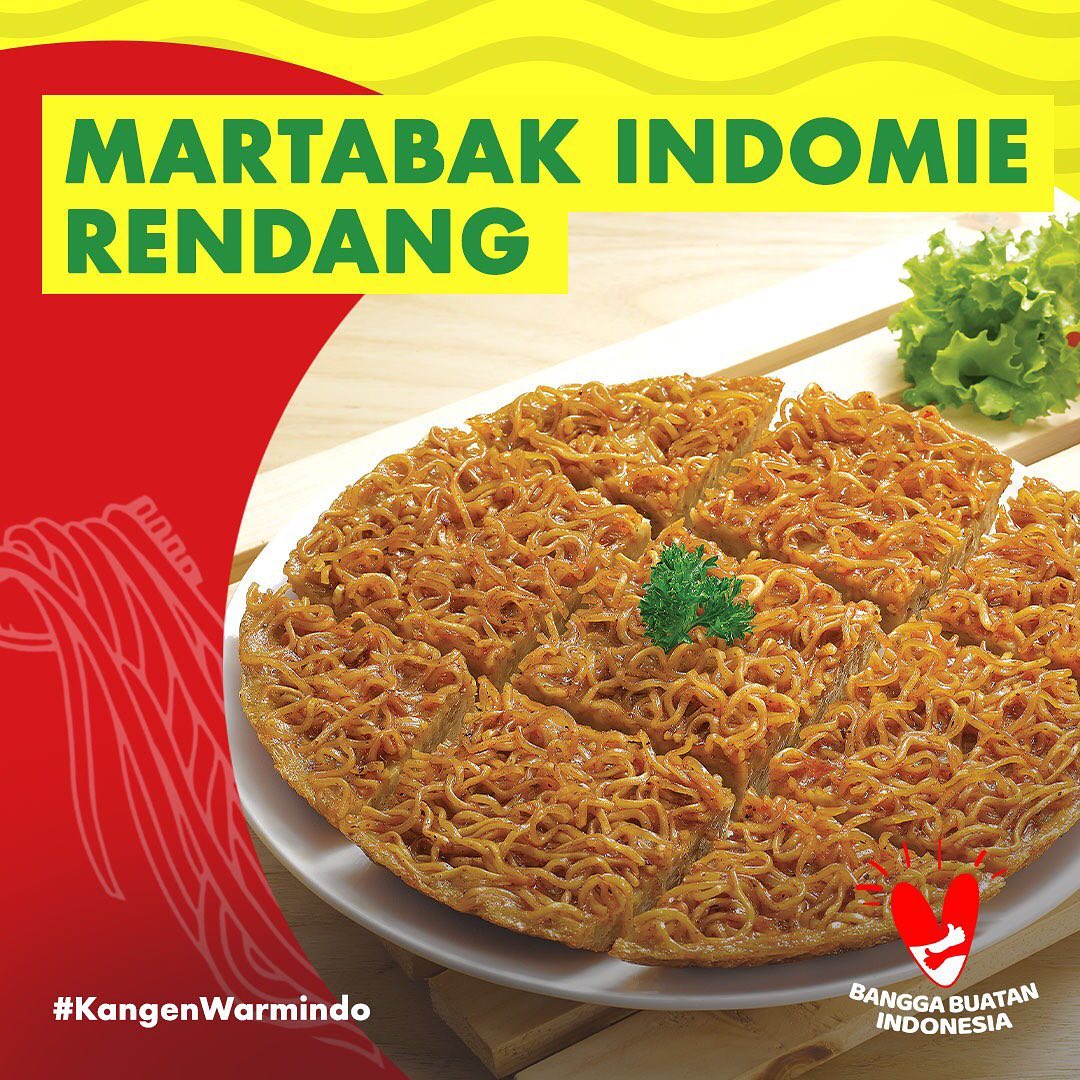 MARTABAK INDOMIE
RENDANG
#KangenWarmindo
BANGGA BUATAN
INDONESIA